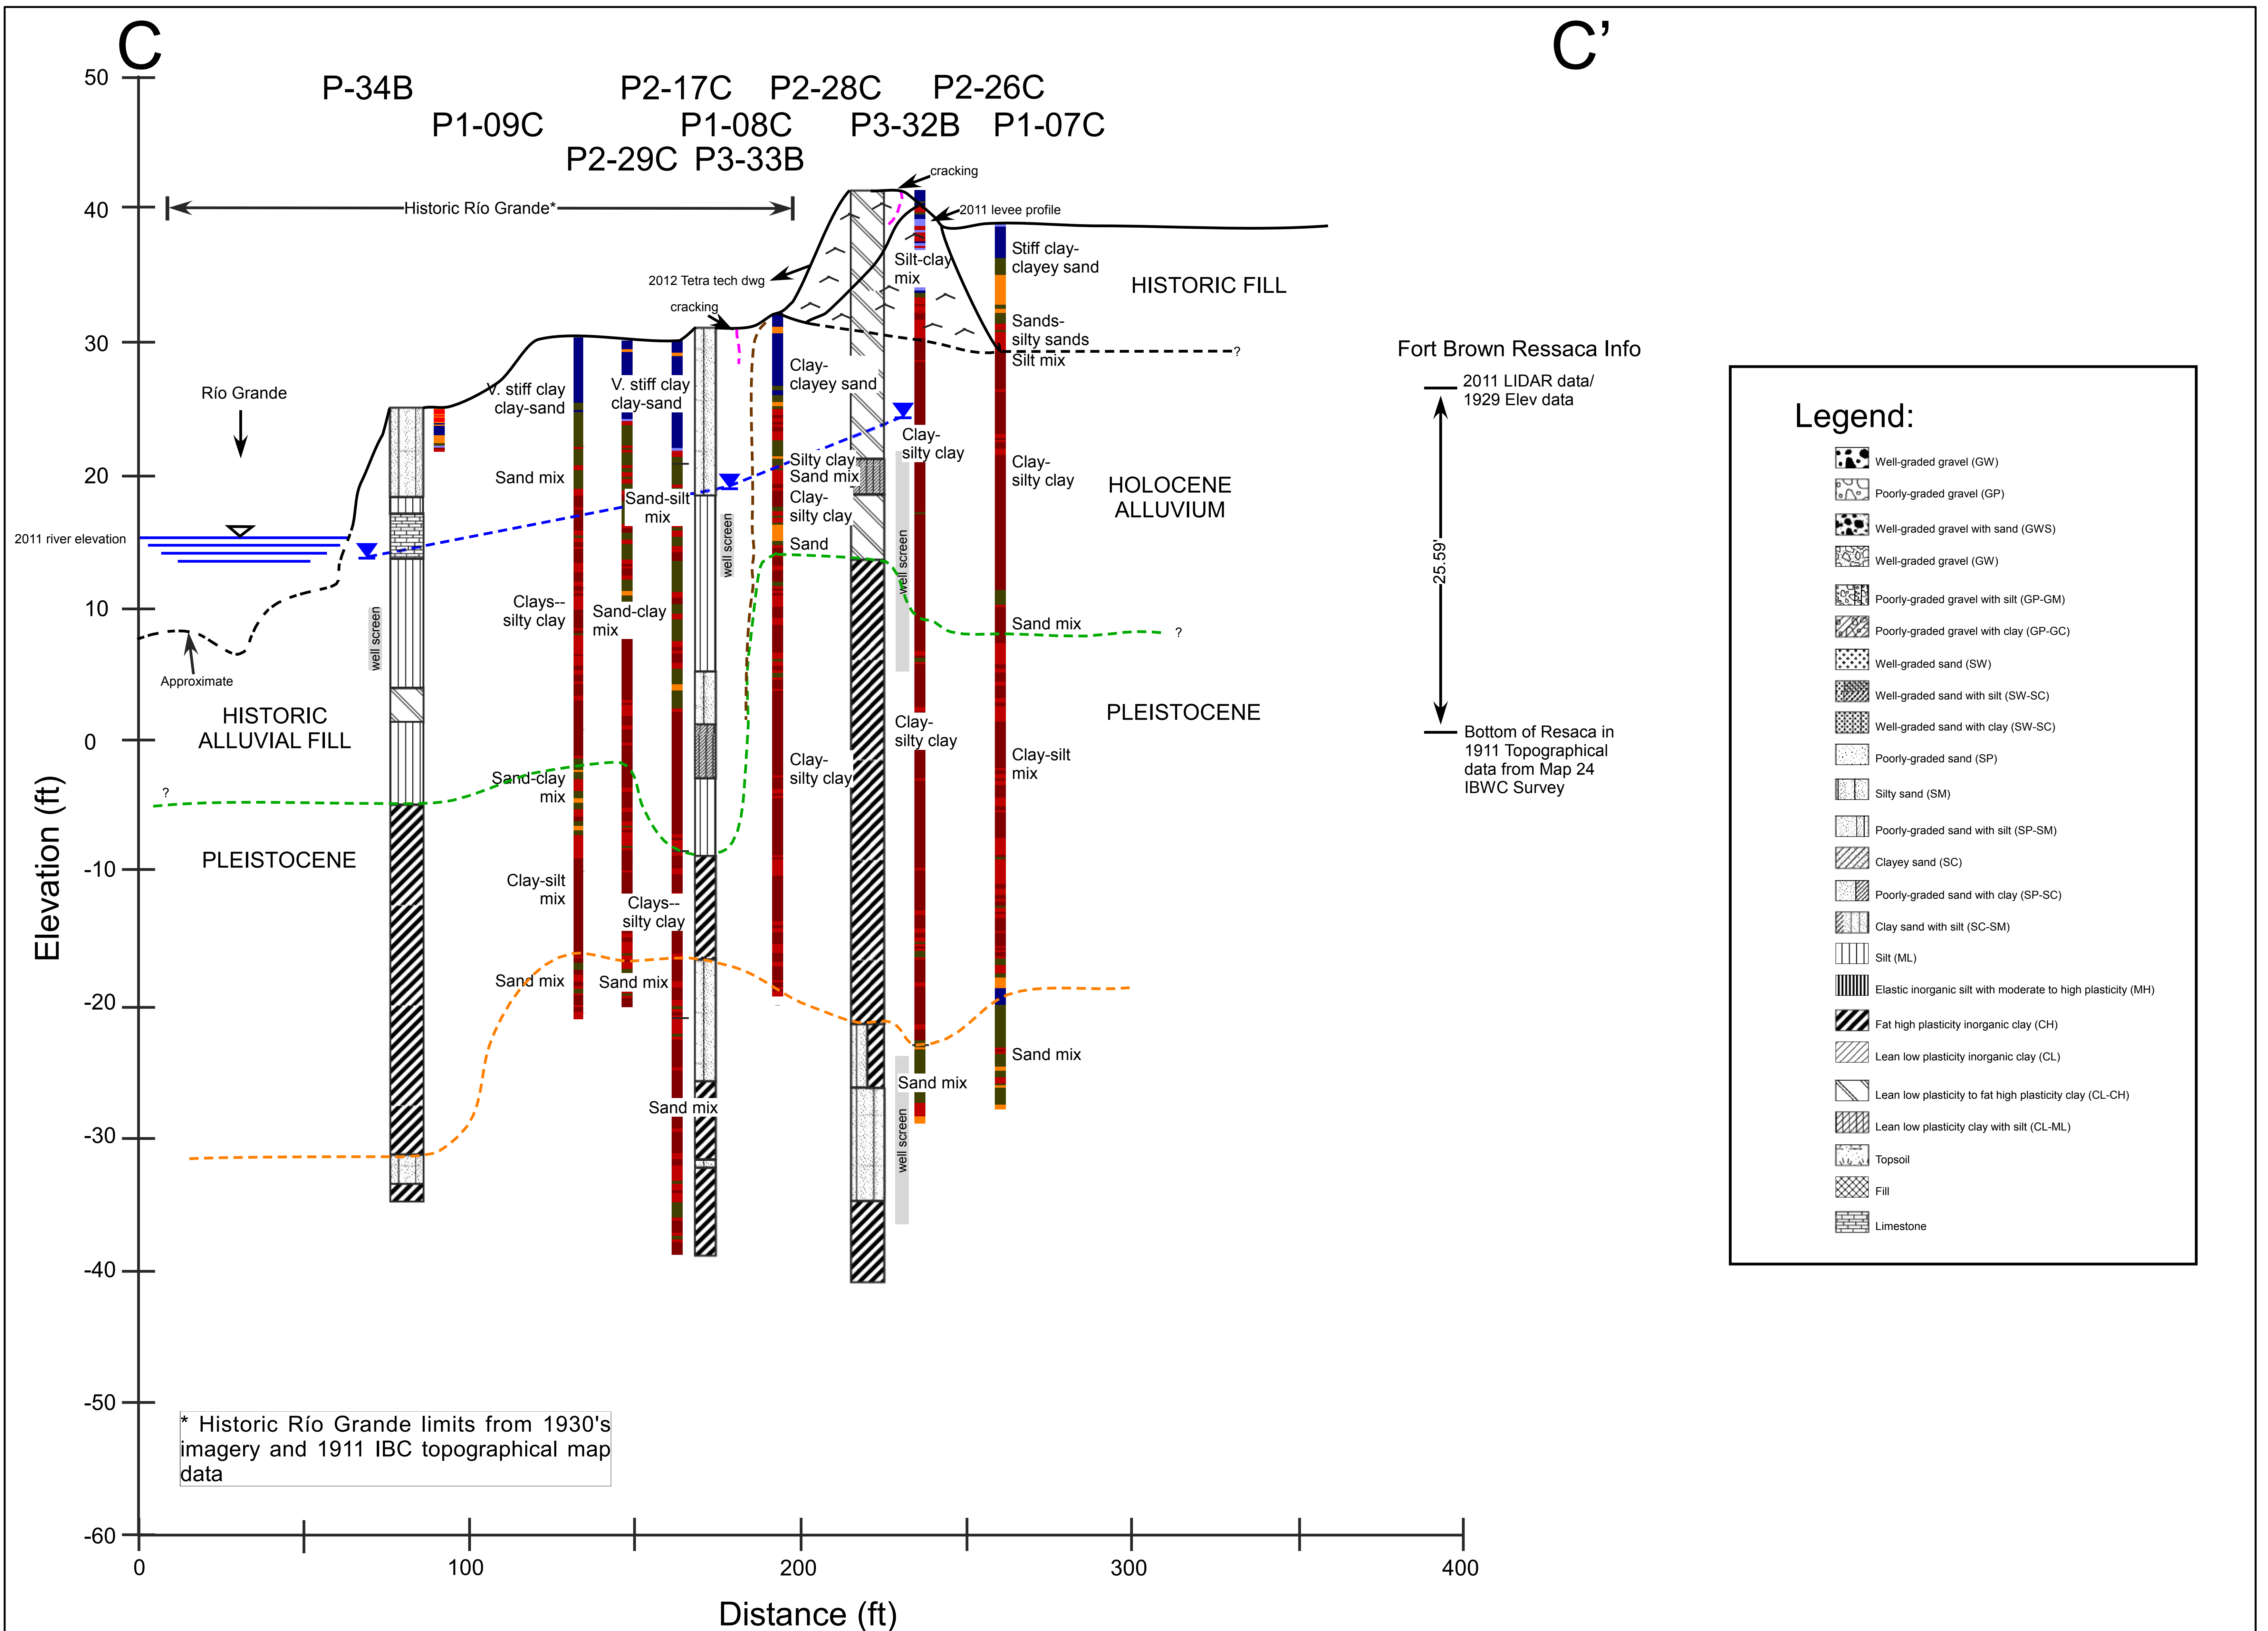 C
C’
50
P-34B
P2-17C
P2-28C
P2-26C
P1-09C
P1-08C
P3-32B
P1-07C
P2-29C
P3-33B
cracking
40
Historic Río Grande*
2011 levee profile
Stiff clay-
clayey sand
Silt-clay
mix
2012 Tetra tech dwg
HISTORIC FILL
cracking
Sands-
silty sands
30
Silt mix
?
Fort Brown Ressaca Info
Río Grande
V. stiff clay
clay-sand
V. stiff clay
clay-sand
Clay-
clayey sand
2011 LIDAR data/
1929 Elev data
Clay-
silty clay
20
Sand mix
Silty clay
Sand mix
Clay-
silty clay
Clay-
silty clay
HOLOCENE
ALLUVIUM
Sand-silt
mix
2011 river elevation
well screen
Sand
well screen
25.59'
10
well screen
Clays--
silty clay
Sand-clay
mix
Sand mix
?
Approximate
HISTORIC
ALLUVIAL FILL
PLEISTOCENE
0
Clay-
silty clay
Clay-
silty clay
Clay-silt
mix
Bottom of Resaca in
1911 Topographical
data from Map 24
IBWC Survey
?
Sand-clay
mix
Elevation (ft)
-10
PLEISTOCENE
Clay-silt
mix
Clays--
silty clay
-20
Sand mix
Sand mix
Sand mix
Sand mix
Sand mix
well screen
-30
-40
-50
* Historic Río Grande limits from 1930's
imagery and 1911 IBC topographical map
data
-60
0
100
200
300
400
Distance (ft)
Legend:
Well-graded gravel (GW)
Poorly-graded gravel (GP)
Well-graded gravel with sand (GWS)
Well-graded gravel (GW)
Poorly-graded gravel with silt (GP-GM)
Poorly-graded gravel with clay (GP-GC)
Well-graded sand (SW)
Well-graded sand with silt (SW-SC)
Well-graded sand with clay (SW-SC)
Poorly-graded sand (SP)
Silty sand (SM)
Poorly-graded sand with silt (SP-SM)
Clayey sand (SC)
Poorly-graded sand with clay (SP-SC)
Clay sand with silt (SC-SM)
Silt (ML)
Elastic inorganic silt with moderate to high plasticity (MH)
Fat high plasticity inorganic clay (CH)
Lean low plasticity inorganic clay (CL)
Lean low plasticity to fat high plasticity clay (CL-CH)
Lean low plasticity clay with silt (CL-ML)
Topsoil
Fill
Limestone